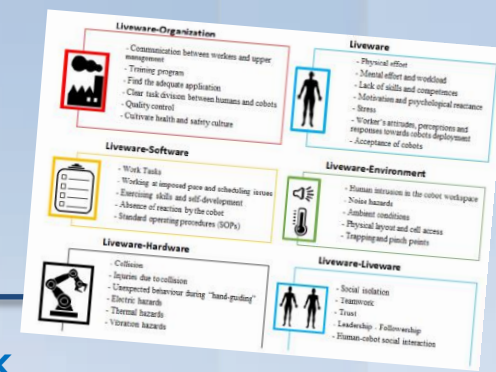 Liveware-Organization
- Communication between workers and upper
management
- Training program
- Find the adequate application
- Clear task division between humans and cobots
- Quality control
- Cultivate health and safety culture
Liveware
- Physical effort
- Mental effort and workload
- Lack of skills and competences
- Motivation and psychological reactance
- Stress
- Worker's attitudes, perceptions and
responses towards cobots deployment
- Acceptance of cobots
Liveware-Software
- Work Tasks
- Working at imposed pace and scheduling issues
- Exercising skills and self-development
- Absence of reaction by the cobot
- Standard operating procedures (SOPs)
Liveware-Environment
- Human intrusion in the cobot workspace
- Noise hazards
- Ambient conditions
- Physical layout and cell access
- Trapping and pinch points
Liveware-Hardware
- Collision
- Injuries due to collision
- Unexpected behaviour during "hand-guiding"
- Electric hazards
- Thermal hazards
- Vibration hazards
Liveware-Liveware
- Social isolation
- Teamwork
- Trust
- Leadership - Followership
- Human-cobot social interaction